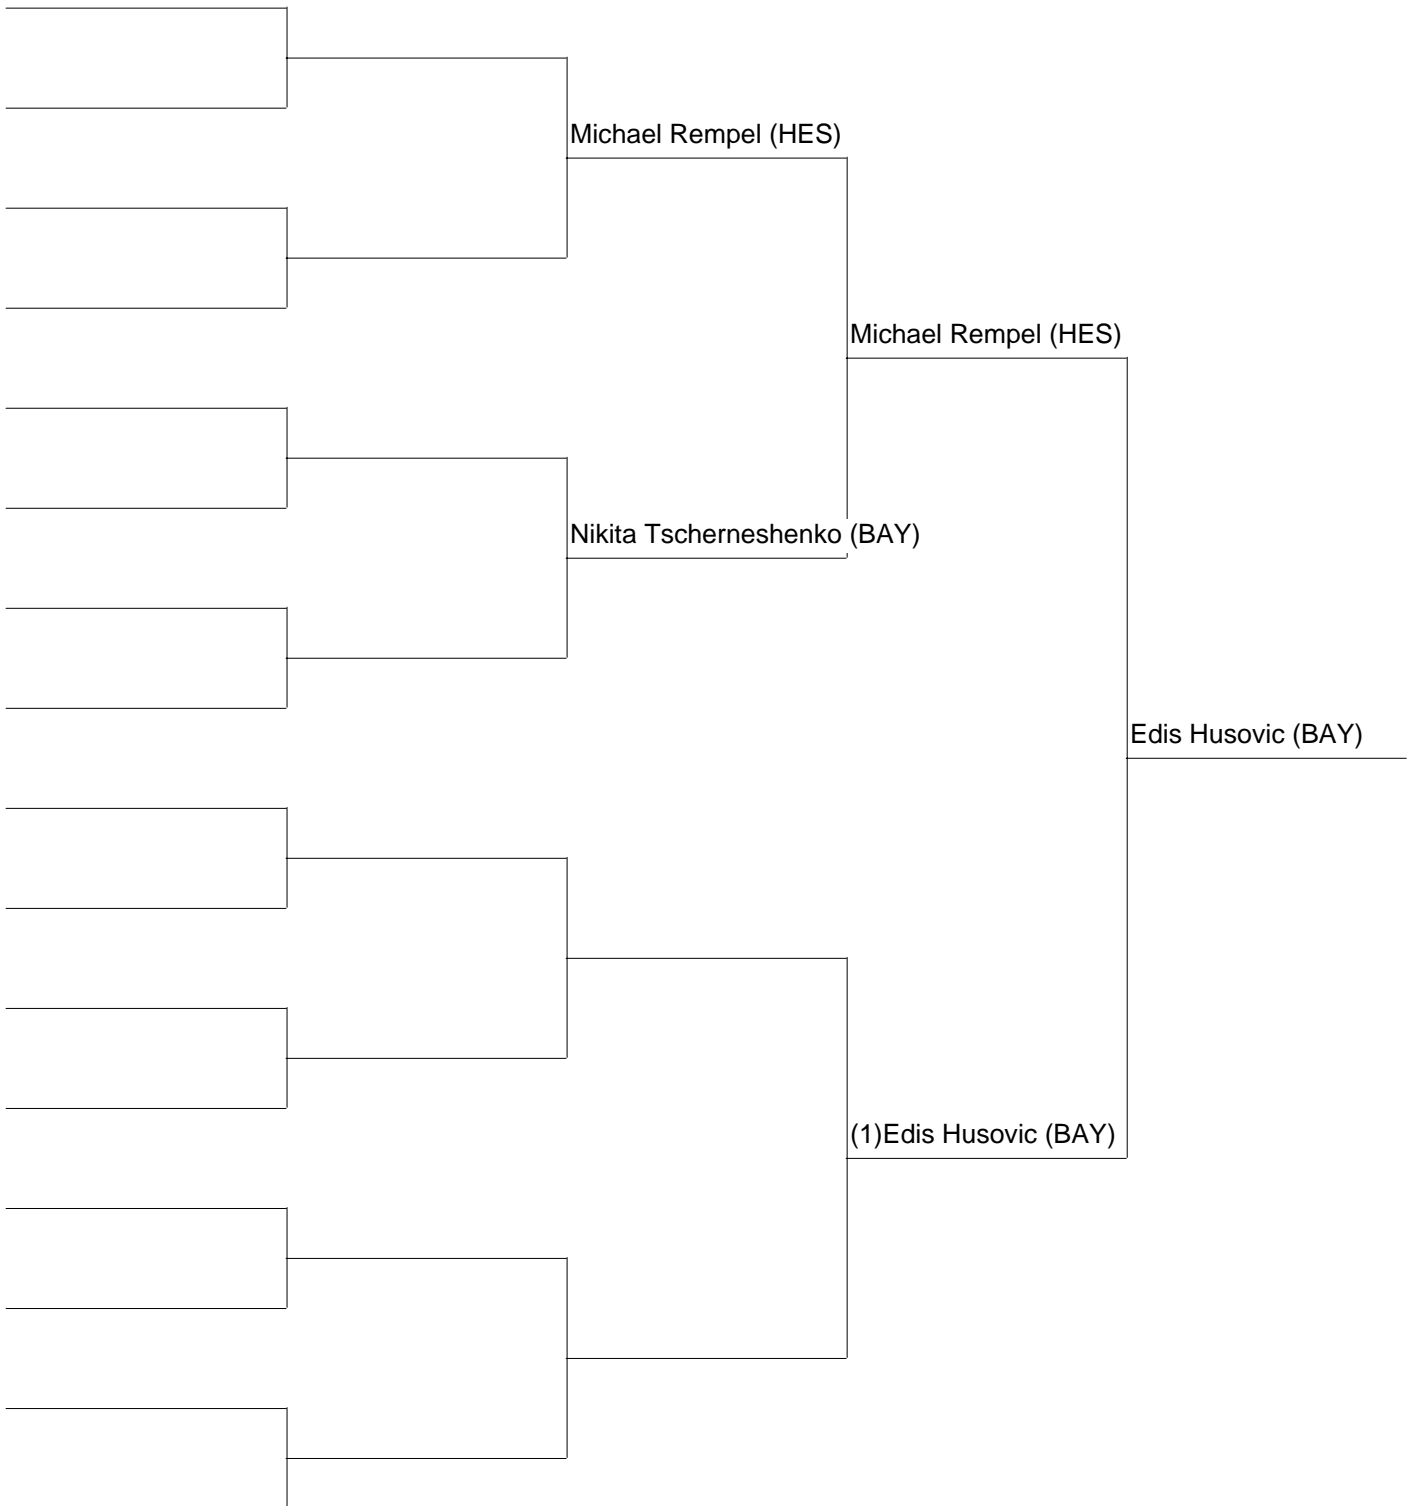 Michael Rempel (HES)
Michael Rempel (HES)
Nikita Tscherneshenko (BAY)
Edis Husovic (BAY)
(1)Edis Husovic (BAY)